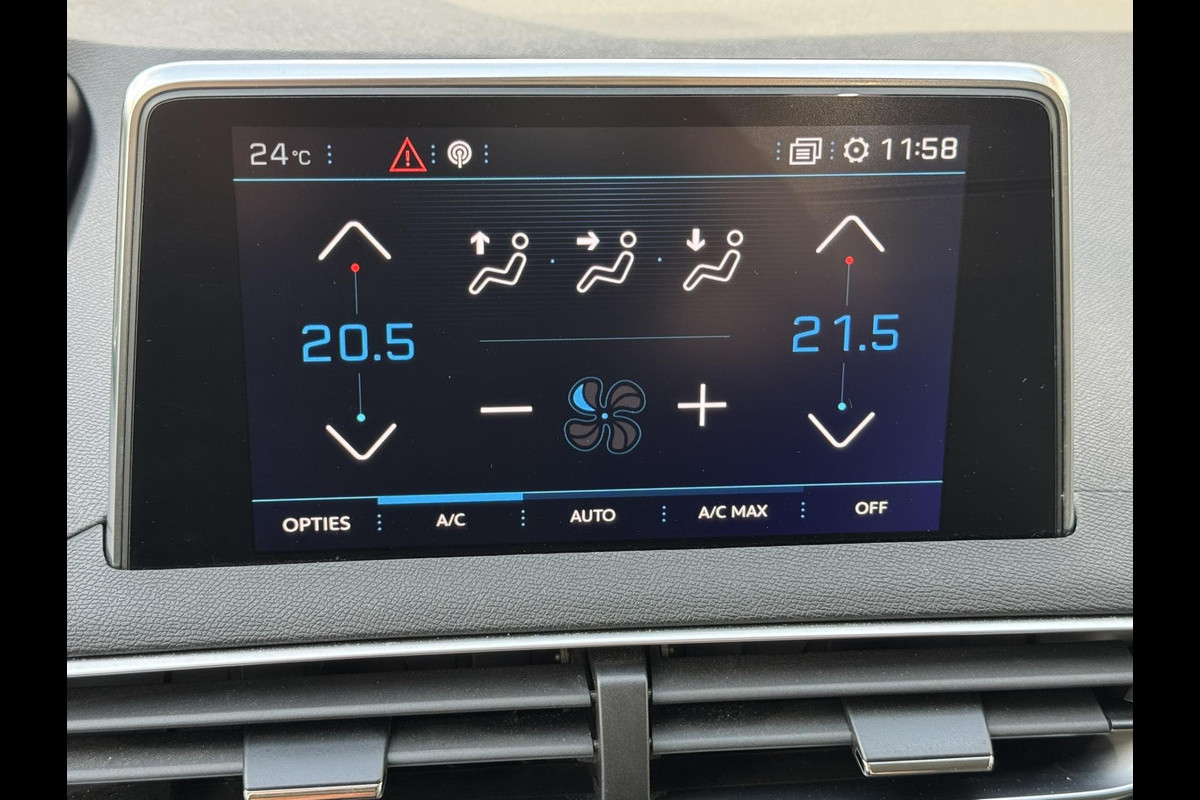 24°C 11:58
20.5 21.5
OPTIES A/C AUTO A/C MAX OFF